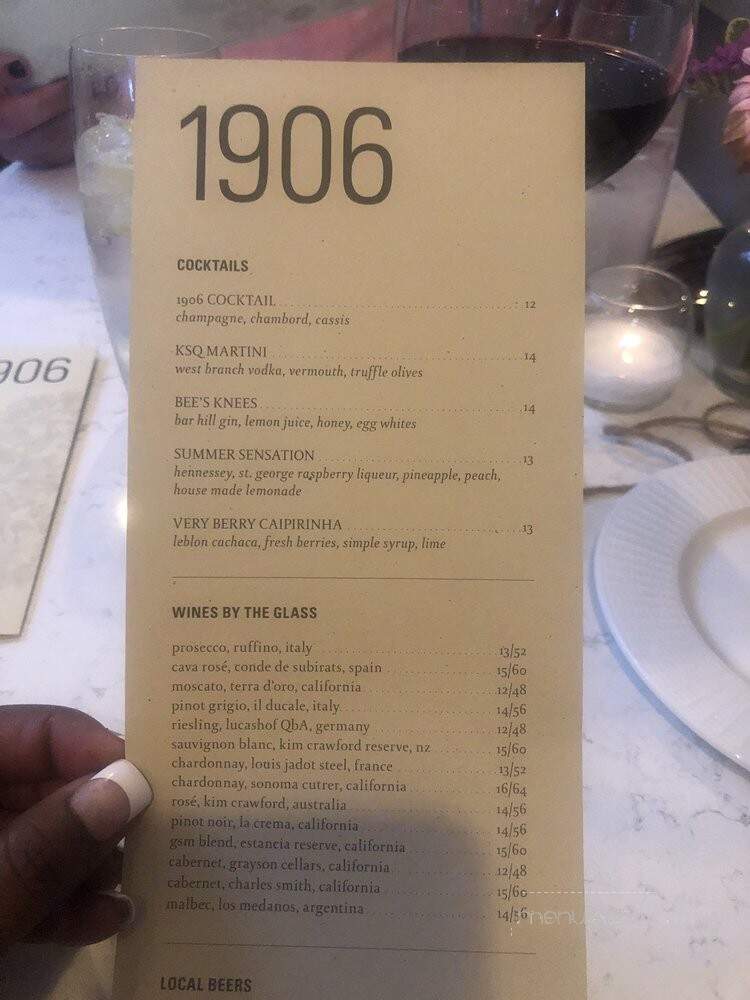 1906
COCKTAILS
1906 COCKTAIL 12
champagne, chambord, cassis
KSQ MARTINI 14
west branch vodka, vermouth, truffle olives
BEE'S KNEES 14
bar hill gin, lemon juice, honey, egg whites
SUMMER SENSATION 13
hennessey, st. george raspberry liqueur, pineapple, peach,
house made lemonade
VERY BERRY CAIPIRINHA 13
leblon cachaca, fresh berries, simple syrup, lime
WINES BY THE GLASS
prosecco, ruffino, italy 13/52
cava rosé, conde de subirats, spain 15/60
moscato, terra d'oro, california 12/48
pinot grigio, il ducale, italy 14/56
riesling, lucashof QbA, germany 12/48
sauvignon blanc, kim crawford reserve, nz 15/60
chardonnay, louis jadot steel, france 13/52
chardonnay, sonoma cutrer, california 16/64
rosé, kim crawford, australia 14/56
pinot noir, la crema, california 14/56
gsm blend, estancia reserve, california 15/60
cabernet, grayson cellars, california 12/48
cabernet, charles smith, california 15/60
malbec, los medanos, argentina 14/56
LOCAL BEERS
906